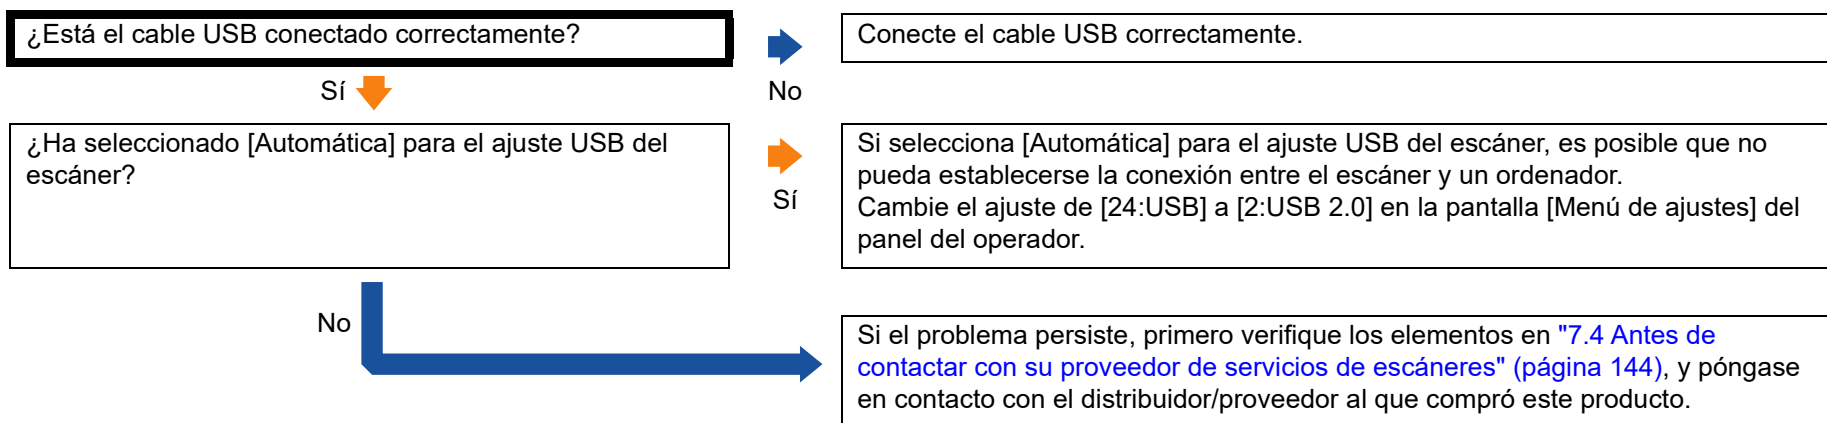 ¿Está el cable USB conectado correctamente?
Conecte el cable USB correctamente.
Sí
No
¿Ha seleccionado [Automática] para el ajuste USB del
escáner?
Sí
Si selecciona [Automática] para el ajuste USB del escáner, es posible que no
pueda establecerse la conexión entre el escáner y un ordenador.
Cambie el ajuste de [24:USB] a [2:USB 2.0] en la pantalla [Menú de ajustes] del
panel del operador.
No
Si el problema persiste, primero verifique los elementos en "7.4 Antes de
contactar con su proveedor de servicios de escáneres" (página 144), y póngase
en contacto con el distribuidor/proveedor al que compró este producto.